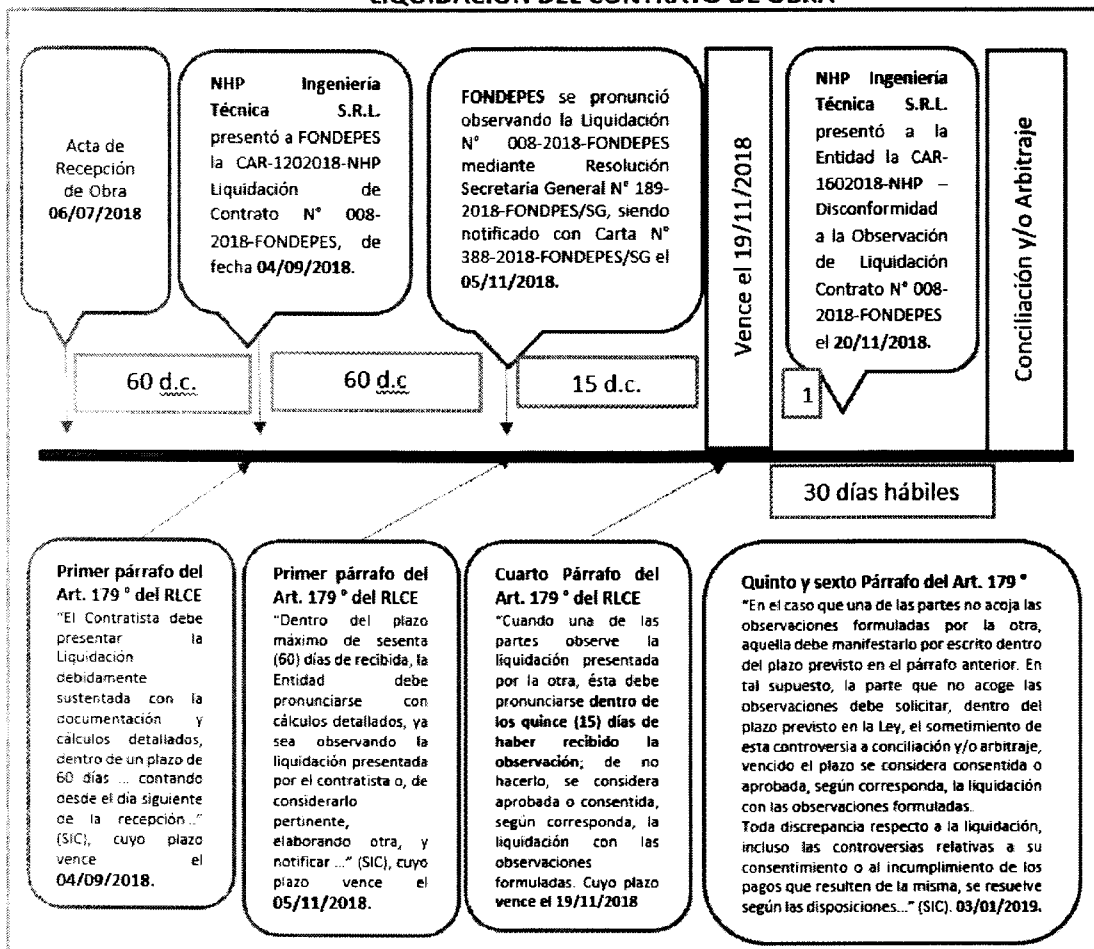 LIQUIDACIÓN DEL CONTRATO DE OBRA
Acta de
Recepción
de Obra
06/07/2018
NHP Ingeniería
Técnica S.R.L.
presentó a FONDEPES
la CAR-1202018-NHP
Liquidación de
Contrato N° 008-
2018-FONDEPES, de
fecha 04/09/2018.
FONDEPES se pronunció
observando la Liquidación
N° 008-2018-FONDEPES
mediante Resolución
Secretaría General N° 189-
2018-FONDPES/SG, siendo
notificado con Carta N°
388-2018-FONDEPES/SG el
05/11/2018.
Vence el 19/11/2018
NHP Ingeniería
Técnica S.R.L.
presentó a la
Entidad la CAR-
1602018-NHP –
Disconformidad
a la Observación
de Liquidación
Contrato N° 008-
2018-FONDEPES
el 20/11/2018.
Conciliación y/o Arbitraje
60 d.c.
60 d.c
15 d.c.
1
30 días hábiles
Primer párrafo del
Art. 179 ° del RLCE
"El Contratista debe
presentar la
Liquidación
debidamente
sustentada con la
documentación y
cálculos detallados,
dentro de un plazo de
60 días ... contando
desde el día siguiente
de la recepción..."
(SIC), cuyo plazo
vence el
04/09/2018.
Primer párrafo del
Art. 179 ° del RLCE
"Dentro del plazo
máximo de sesenta
(60) días de recibida, la
Entidad debe
pronunciarse con
cálculos detallados, ya
sea observando la
liquidación presentada
por el contratista o, de
considerarlo
pertinente,
elaborando otra, y
notificar ..." (SIC), cuyo
plazo vence el
05/11/2018.
Cuarto Párrafo del
Art. 179 ° del RLCE
"Cuando una de las
partes observe la
liquidación presentada
por la otra, ésta debe
pronunciarse dentro de
los quince (15) días de
haber recibido la
observación; de no
hacerlo, se considera
aprobada o consentida,
según corresponda, la
liquidación con las
observaciones
formuladas. Cuyo plazo
vence el 19/11/2018
Quinto y sexto Párrafo del Art. 179 °
"En el caso que una de las partes no acoja las
observaciones formuladas por la otra,
aquella debe manifestarlo por escrito dentro
del plazo previsto en el párrafo anterior. En
tal supuesto, la parte que no acoge las
observaciones debe solicitar, dentro del
plazo previsto en la Ley, el sometimiento de
esta controversia a conciliación y/o arbitraje,
vencido el plazo se considera consentida o
aprobada, según corresponda, la liquidación
con las observaciones formuladas.
Toda discrepancia respecto a la liquidación,
incluso las controversias relativas a su
consentimiento o al incumplimiento de los
pagos que resulten de la misma, se resuelve
según las disposiciones..." (SIC). 03/01/2019.